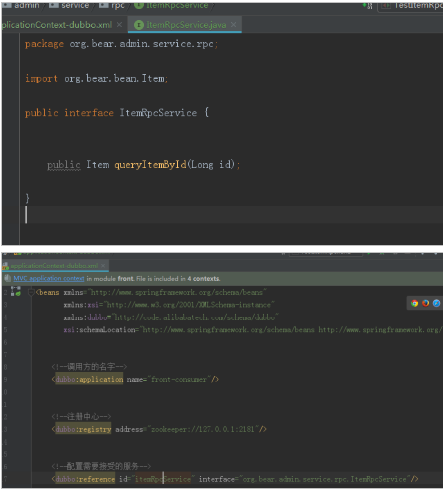 admin service rpc ItemRpcService TestItemRpc
plicationContext-dubbo.xml × ItemRpcService.java ×
package org.bear.admin.service.rpc;
import org.bear.bean.Item;
public interface ItemRpcService {
public Item queryItemById(Long id);
}
applicationContext-dubbo.xml ×
MVC application context in module front. File is included in 4 contexts.
<beans xmlns="http://www.springframework.org/schema/beans"
xmlns:xsi="http://www.w3.org/2001/XMLSchema-instance"
xmlns:dubbo="http://code.alibabatech.com/schema/dubbo"
xsi:schemaLocation="http://www.springframework.org/schema/beans http://www.springframework.org/
<!--调用方的名字-->
<dubbo:application name="front-consumer"/>
<!--注册中心-->
<dubbo:registry address="zookeeper://127.0.0.1:2181"/>
<!--配置需要接受的服务-->
<dubbo:reference id="itemRpcService" interface="org.bear.admin.service.rpc.ItemRpcService"/>